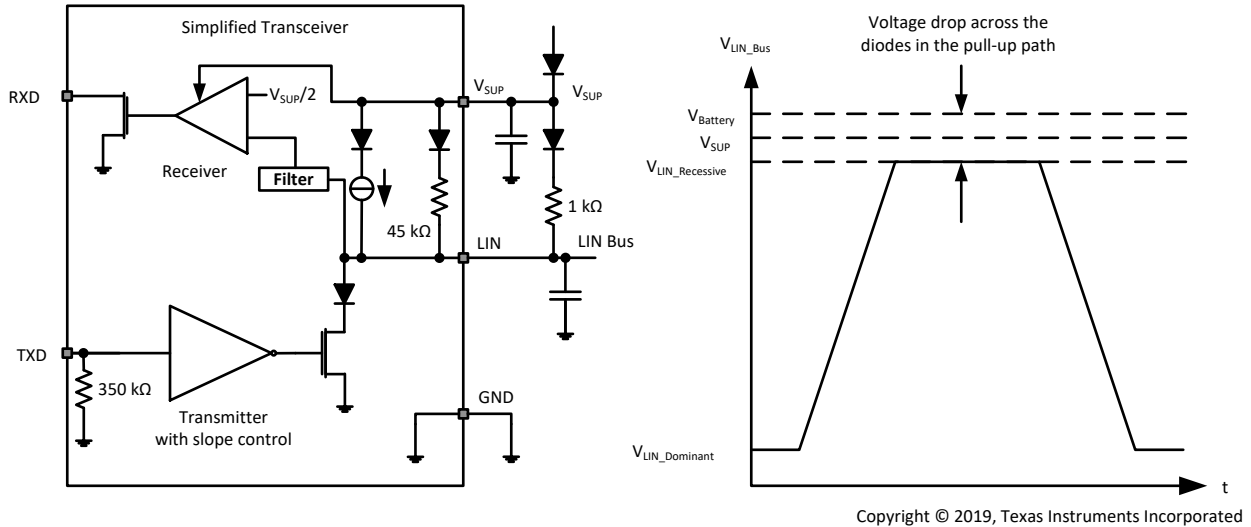 Simplified Transceiver
RXD
V_SUP/2
Receiver
Filter
V_SUP
V_SUP
45 kΩ
1 kΩ
LIN
LIN Bus
TXD
350 kΩ
Transmitter
with slope control
GND
Voltage drop across the
diodes in the pull-up path
V_LIN_Bus
V_Battery
V_SUP
V_LIN_Recessive
V_LIN_Dominant
t
Copyright © 2019, Texas Instruments Incorporated